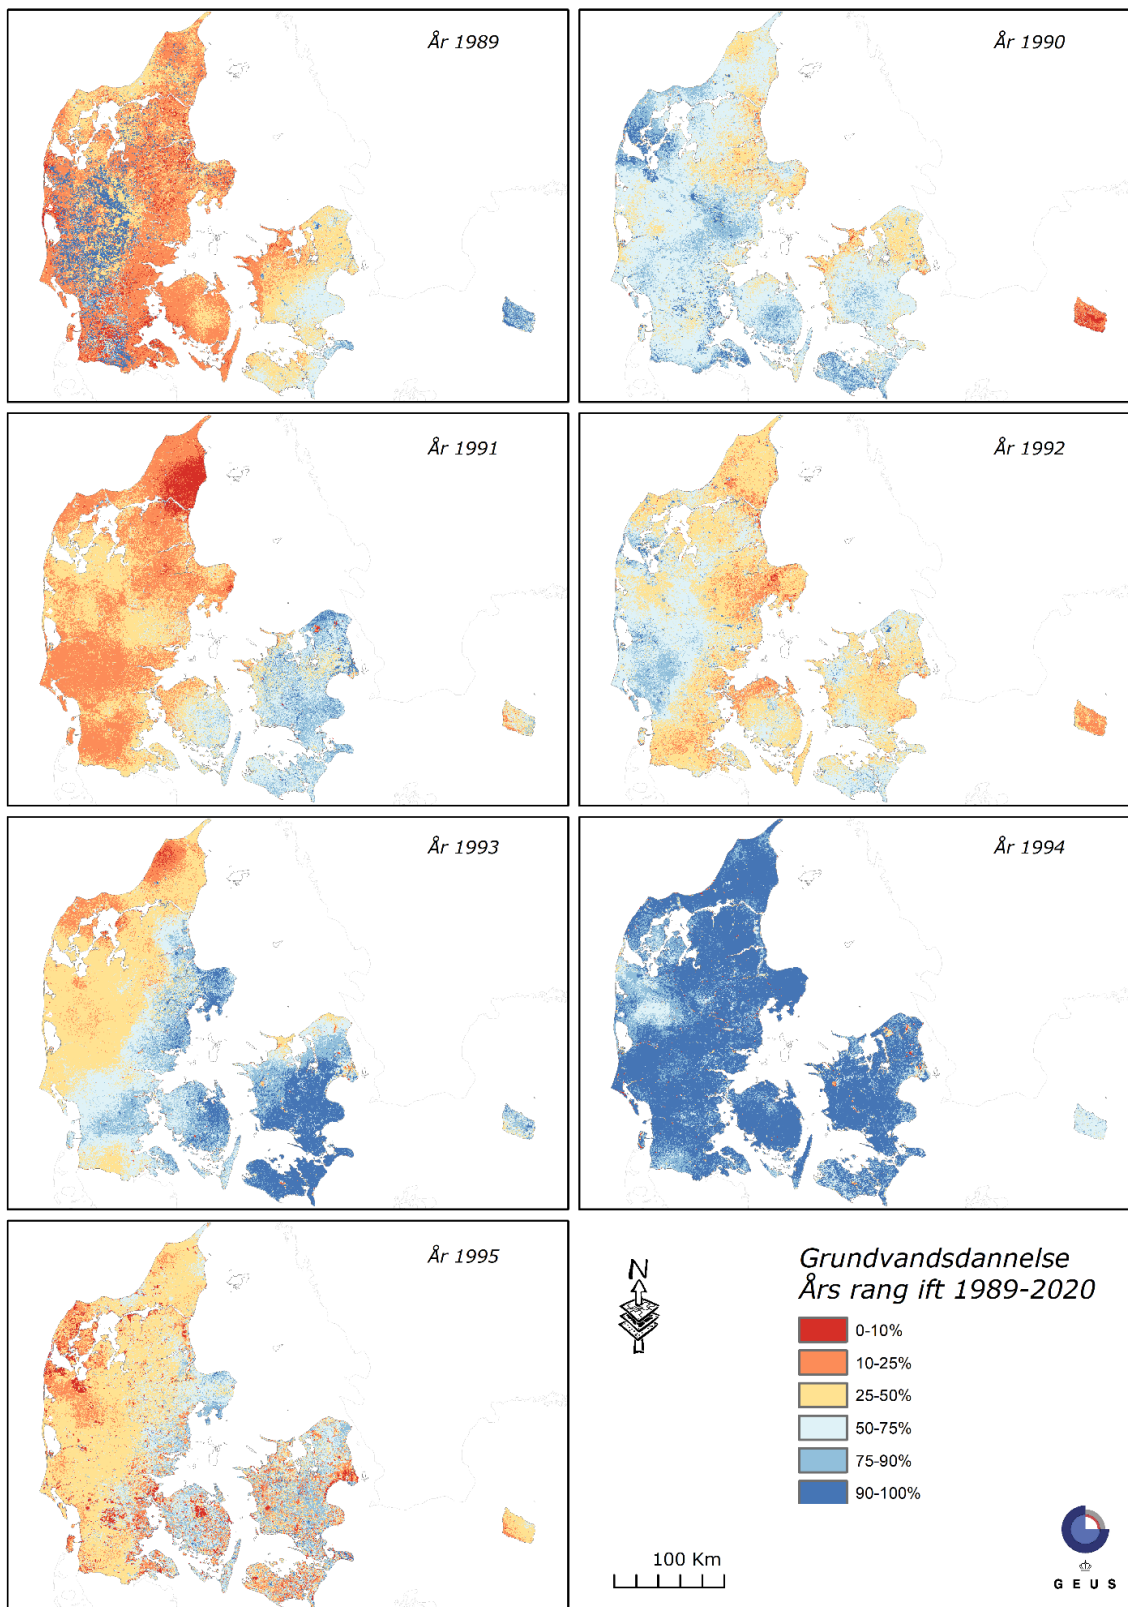 År 1989
År 1990
År 1991
År 1992
År 1993
År 1994
År 1995
N
Grundvandsdannelse
Års rang ift 1989-2020
0-10%
10-25%
25-50%
50-75%
75-90%
90-100%
100 Km
G E U S